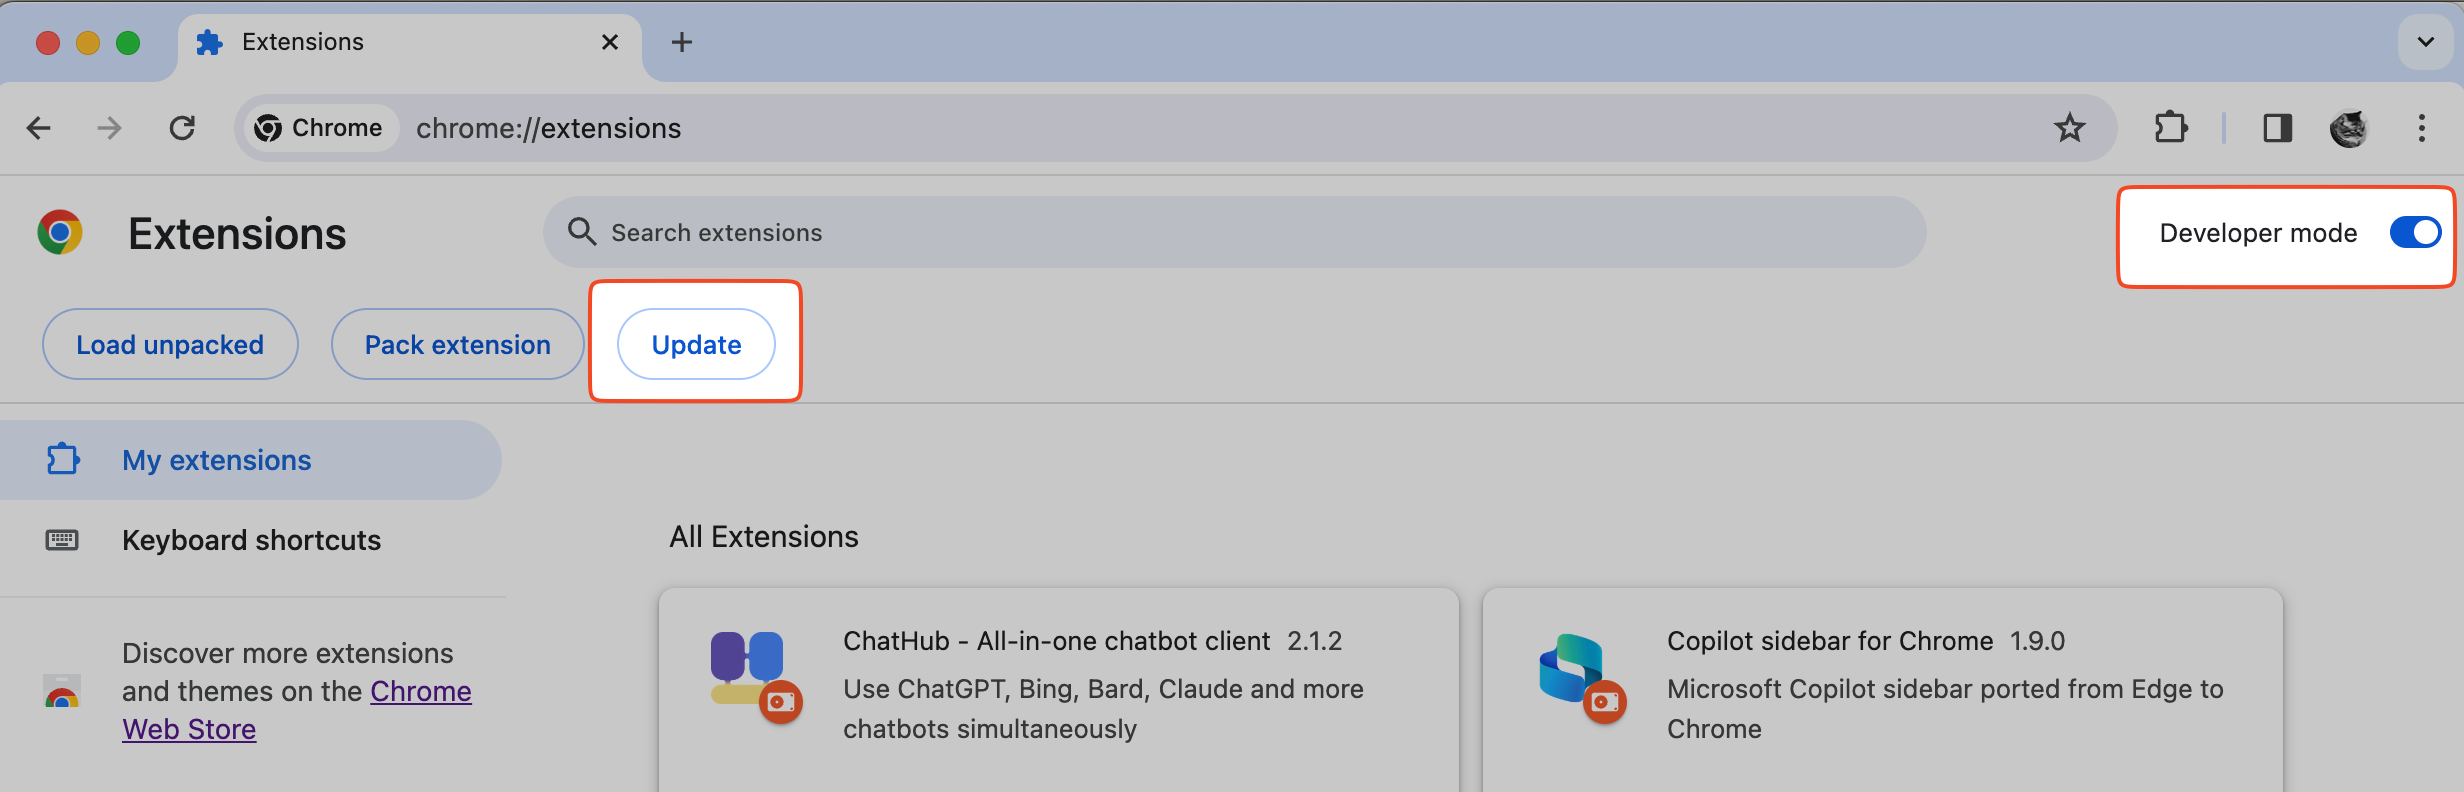 Extensions
Chrome
chrome://extensions
Extensions
Search extensions
Developer mode
Load unpacked
Pack extension
Update
My extensions
Keyboard shortcuts
Discover more extensions
and themes on the Chrome
Web Store
All Extensions
ChatHub - All-in-one chatbot client 2.1.2
Use ChatGPT, Bing, Bard, Claude and more
chatbots simultaneously
Copilot sidebar for Chrome 1.9.0
Microsoft Copilot sidebar ported from Edge to
Chrome